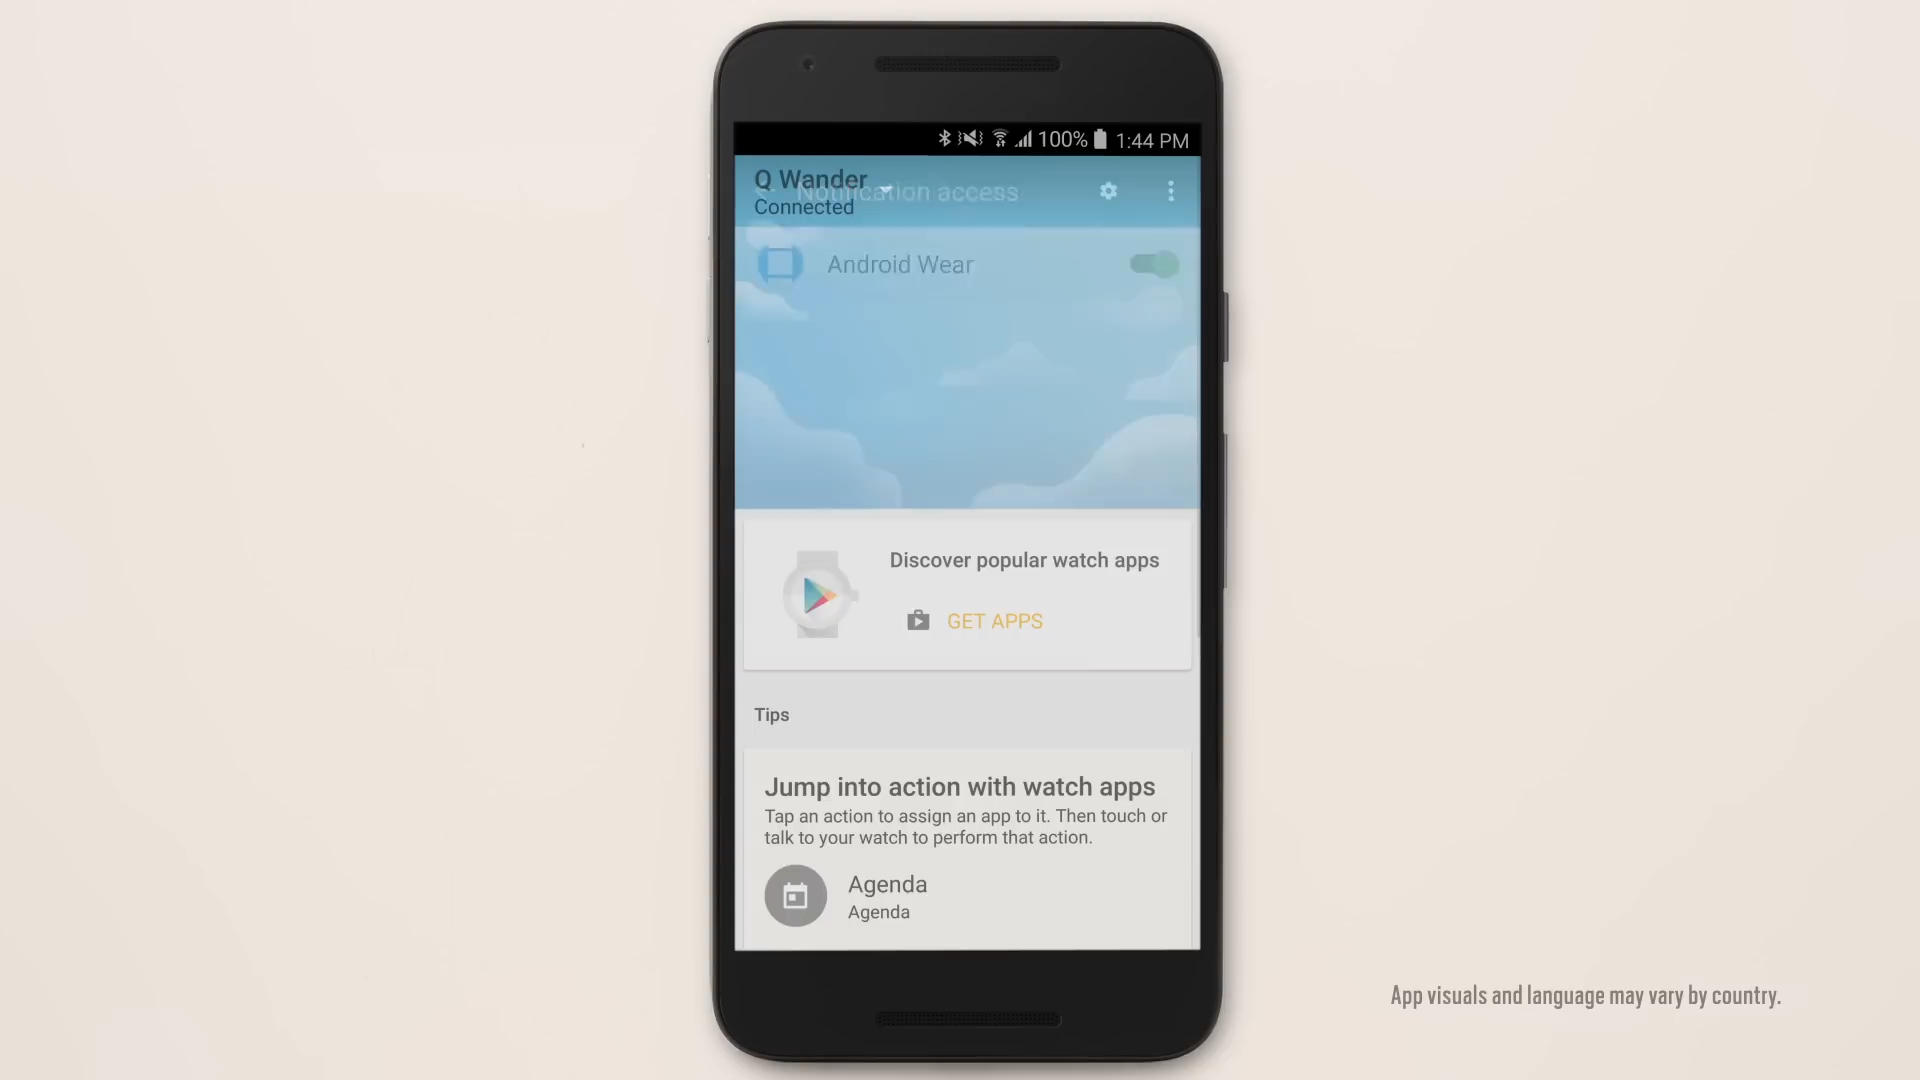 100% 1:44 PM
Q Wander
Notification access
Connected
Android Wear
Discover popular watch apps
GET APPS
Tips
Jump into action with watch apps
Tap an action to assign an app to it. Then touch or
talk to your watch to perform that action.
Agenda
Agenda
App visuals and language may vary by country.